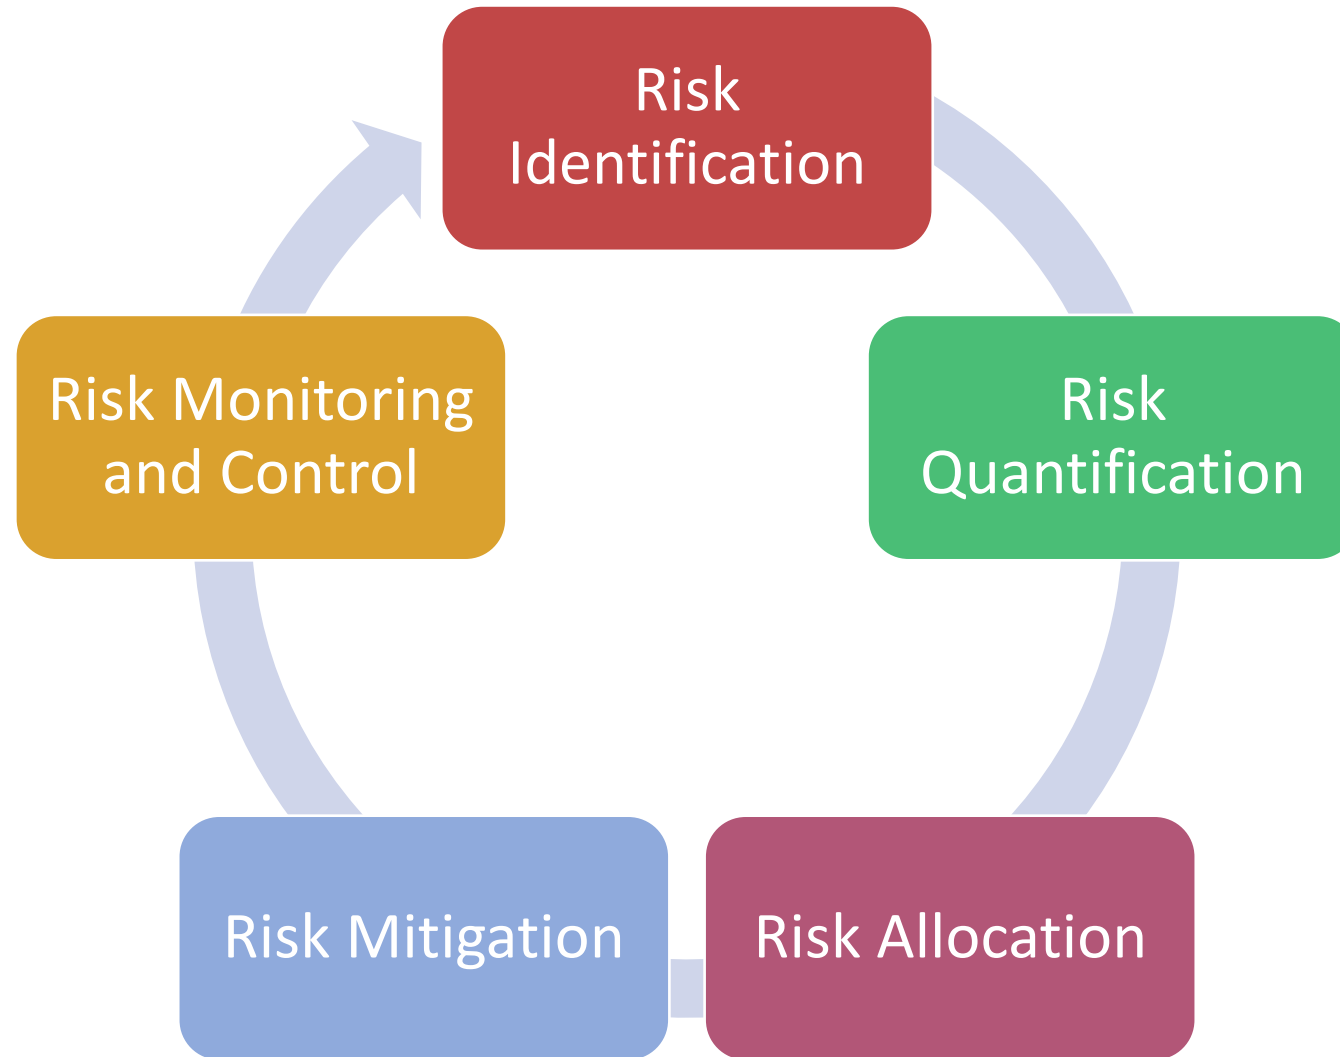 Risk
Identification
Risk
Quantification
Risk Allocation
Risk Mitigation
Risk Monitoring
and Control